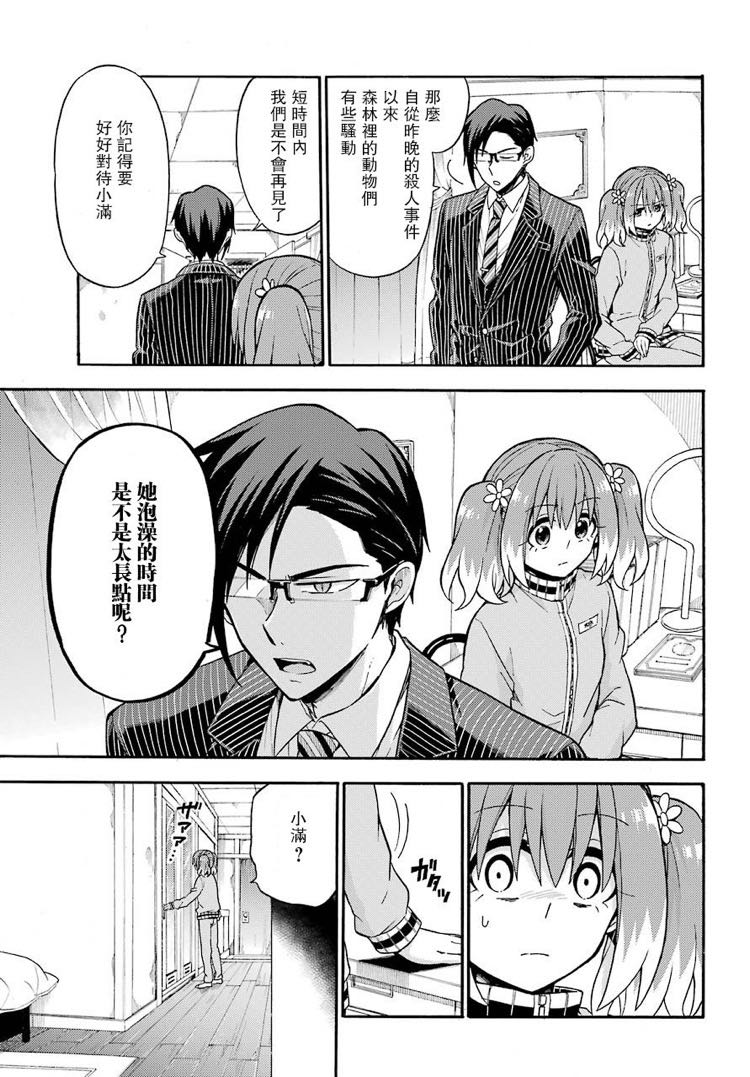 那麼
自從昨晚的殺人事件
以來
森林裡的動物們
有些騷動
短時間內
我們是不會再見了
你記得要
好好對待小滿
她泡澡的時間
是不是太長點呢？
ガタッ
小滿？
ザァァァ…